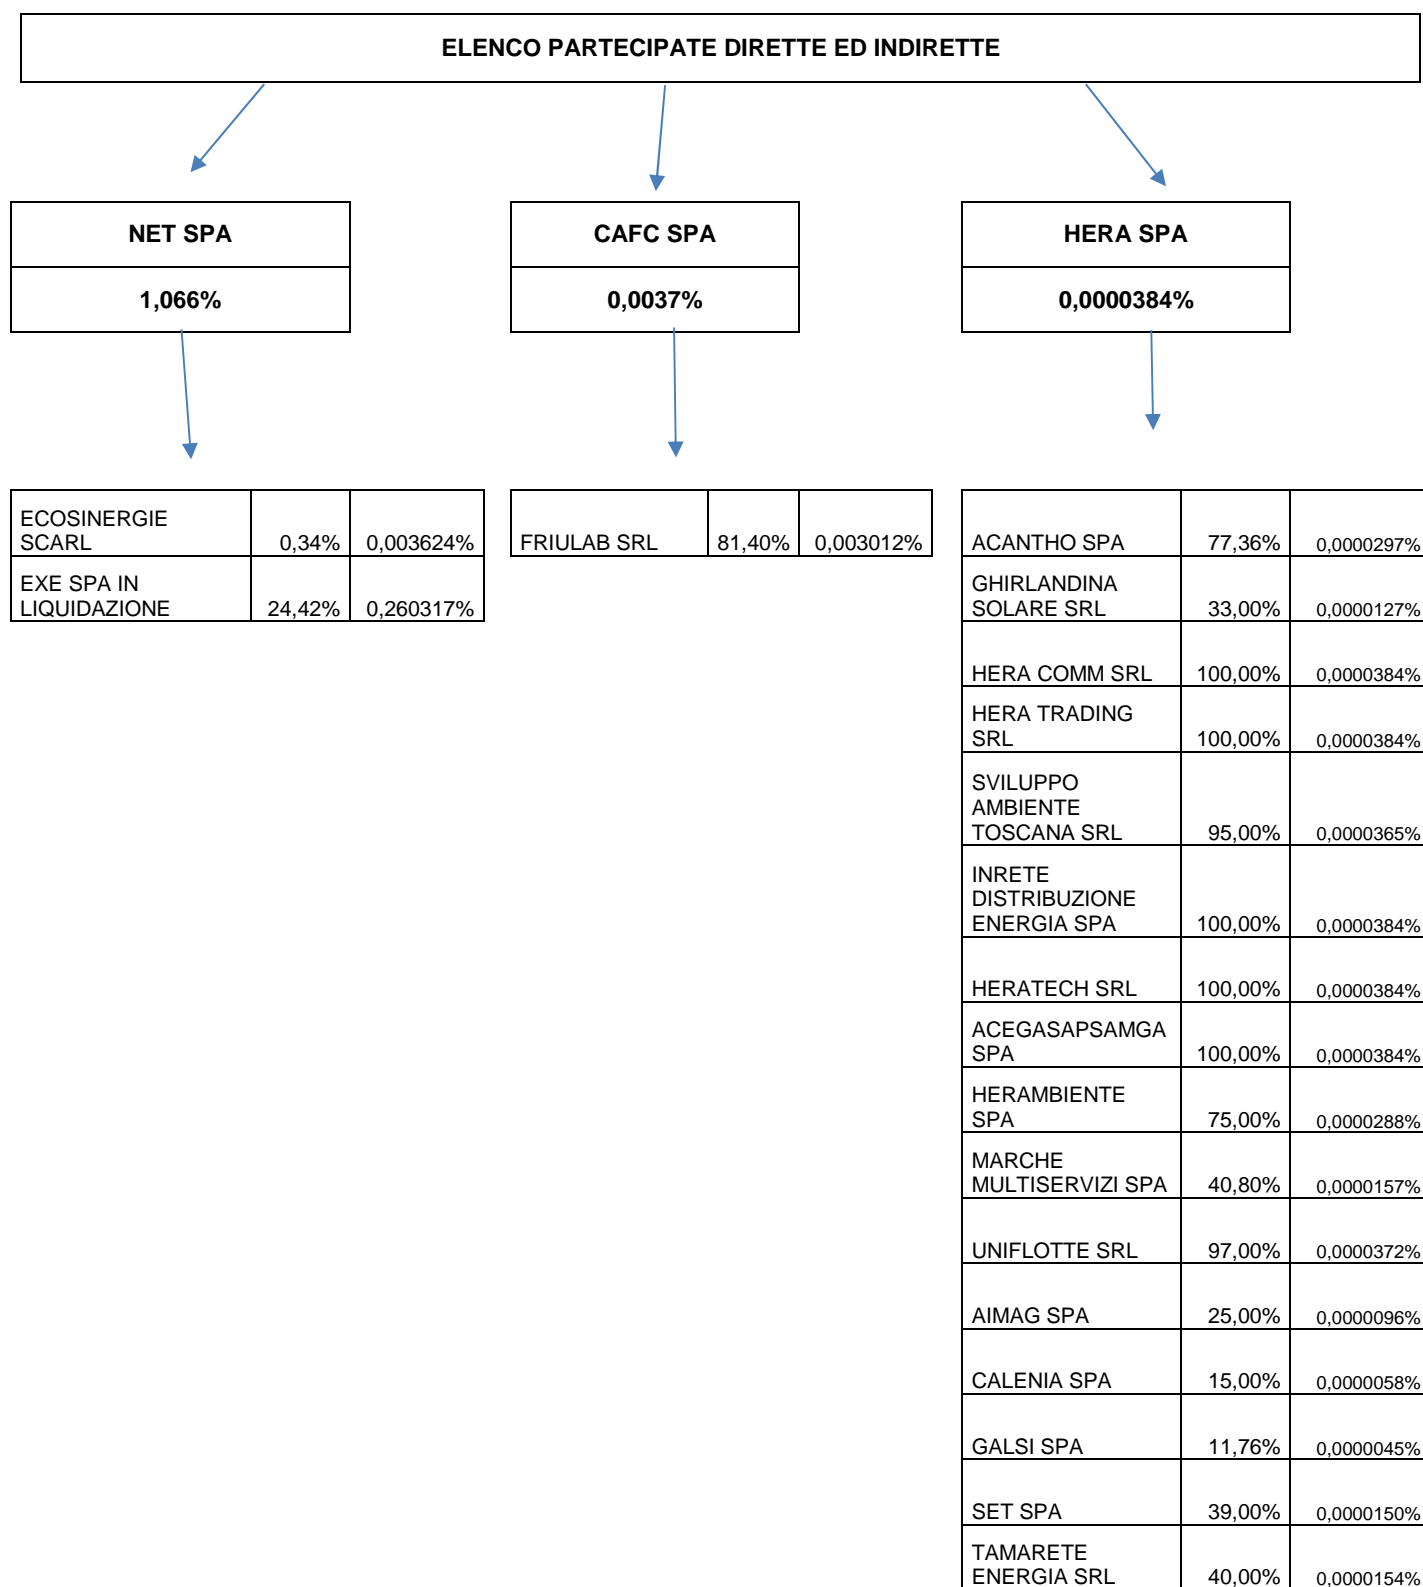 ELENCO PARTECIPATE DIRETTE ED INDIRETTE
NET SPA
1,066%
CAFC SPA
0,0037%
HERA SPA
0,0000384%
ECOSINERGIE
SCARL 0,34% 0,003624%
EXE SPA IN
LIQUIDAZIONE 24,42% 0,260317%
FRIULAB SRL 81,40% 0,003012%
ACANTHO SPA 77,36% 0,0000297%
GHIRLANDINA
SOLARE SRL 33,00% 0,0000127%
HERA COMM SRL 100,00% 0,0000384%
HERA TRADING
SRL 100,00% 0,0000384%
SVILUPPO
AMBIENTE
TOSCANA SRL 95,00% 0,0000365%
INRETE
DISTRIBUZIONE
ENERGIA SPA 100,00% 0,0000384%
HERATECH SRL 100,00% 0,0000384%
ACEGASAPSAMGA
SPA 100,00% 0,0000384%
HERAMBIENTE
SPA 75,00% 0,0000288%
MARCHE
MULTISERVIZI SPA 40,80% 0,0000157%
UNIFLOTTE SRL 97,00% 0,0000372%
AIMAG SPA 25,00% 0,0000096%
CALENIA SPA 15,00% 0,0000058%
GALSI SPA 11,76% 0,0000045%
SET SPA 39,00% 0,0000150%
TAMARETE
ENERGIA SRL 40,00% 0,0000154%